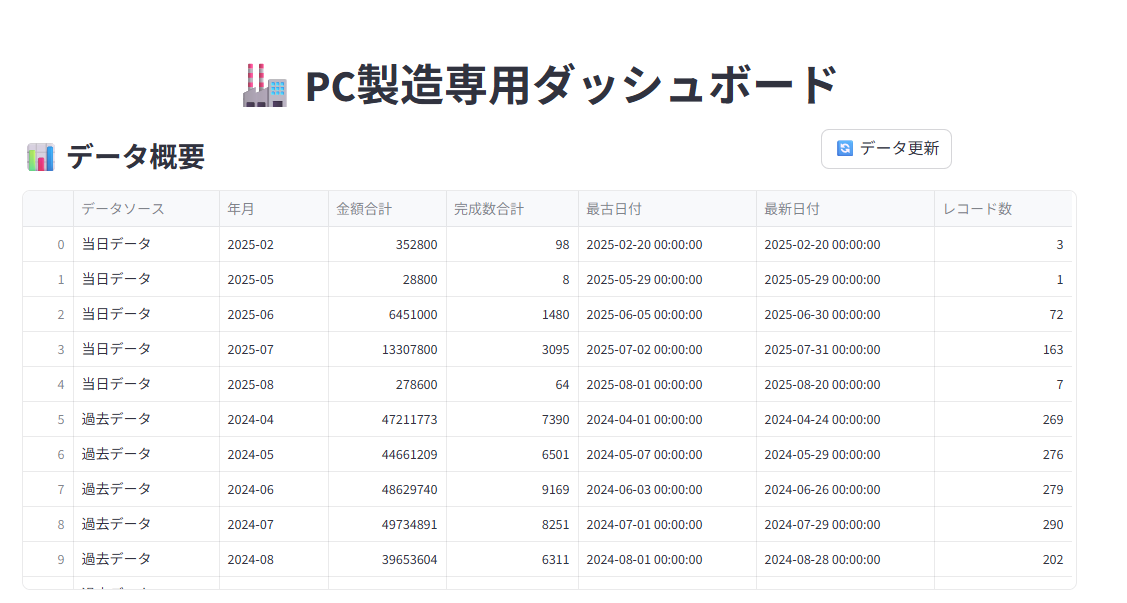 PC製造専用ダッシュボード
データ概要
データ更新
データソース 年月 金額合計 完成数合計 最古日付 最新日付 レコード数
0 当日データ 2025-02 352800 98 2025-02-20 00:00:00 2025-02-20 00:00:00 3
1 当日データ 2025-05 28800 8 2025-05-29 00:00:00 2025-05-29 00:00:00 1
2 当日データ 2025-06 6451000 1480 2025-06-05 00:00:00 2025-06-30 00:00:00 72
3 当日データ 2025-07 13307800 3095 2025-07-02 00:00:00 2025-07-31 00:00:00 163
4 当日データ 2025-08 278600 64 2025-08-01 00:00:00 2025-08-20 00:00:00 7
5 過去データ 2024-04 47211773 7390 2024-04-01 00:00:00 2024-04-24 00:00:00 269
6 過去データ 2024-05 44661209 6501 2024-05-07 00:00:00 2024-05-29 00:00:00 276
7 過去データ 2024-06 48629740 9169 2024-06-03 00:00:00 2024-06-26 00:00:00 279
8 過去データ 2024-07 49734891 8251 2024-07-01 00:00:00 2024-07-29 00:00:00 290
9 過去データ 2024-08 39653604 6311 2024-08-01 00:00:00 2024-08-28 00:00:00 202